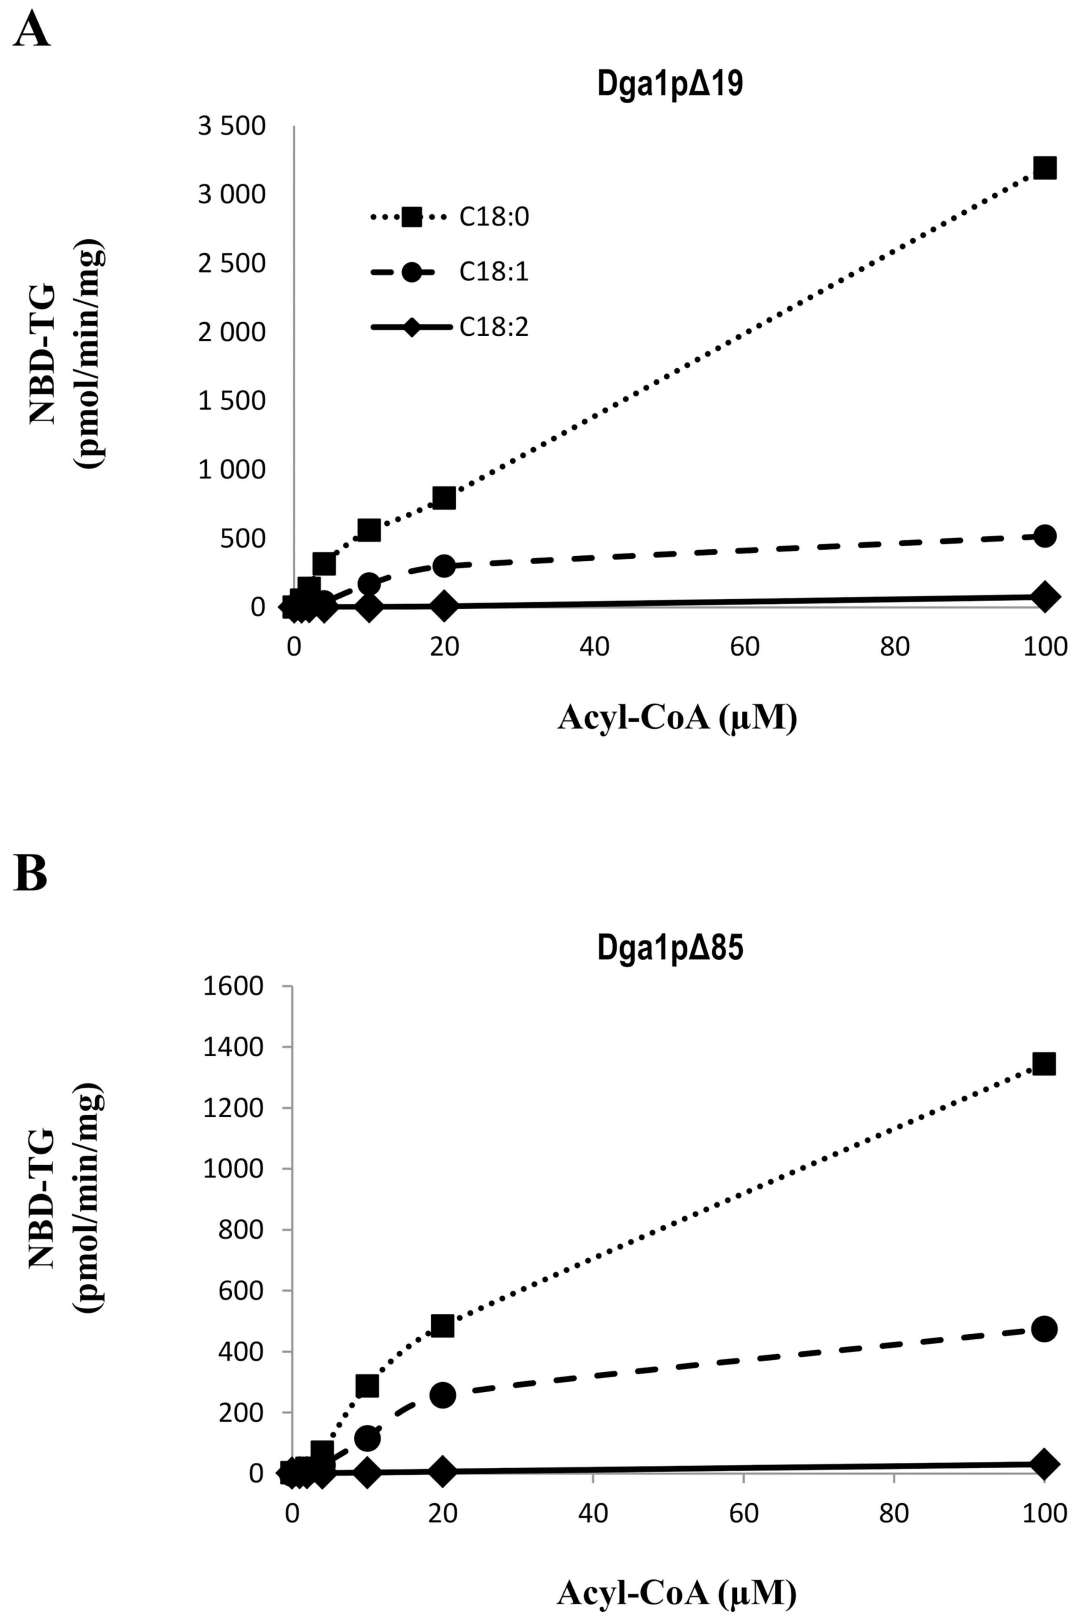 A
Dga1pΔ19
3 500
3 000
2 500
2 000
1 500
1 000
500
0
C18:0
C18:1
C18:2
NBD-TG
(pmol/min/mg)
0 20 40 60 80 100
Acyl-CoA (µM)
B
Dga1pΔ85
1600
1400
1200
1000
800
600
400
200
0
NBD-TG
(pmol/min/mg)
0 20 40 60 80 100
Acyl-CoA (µM)